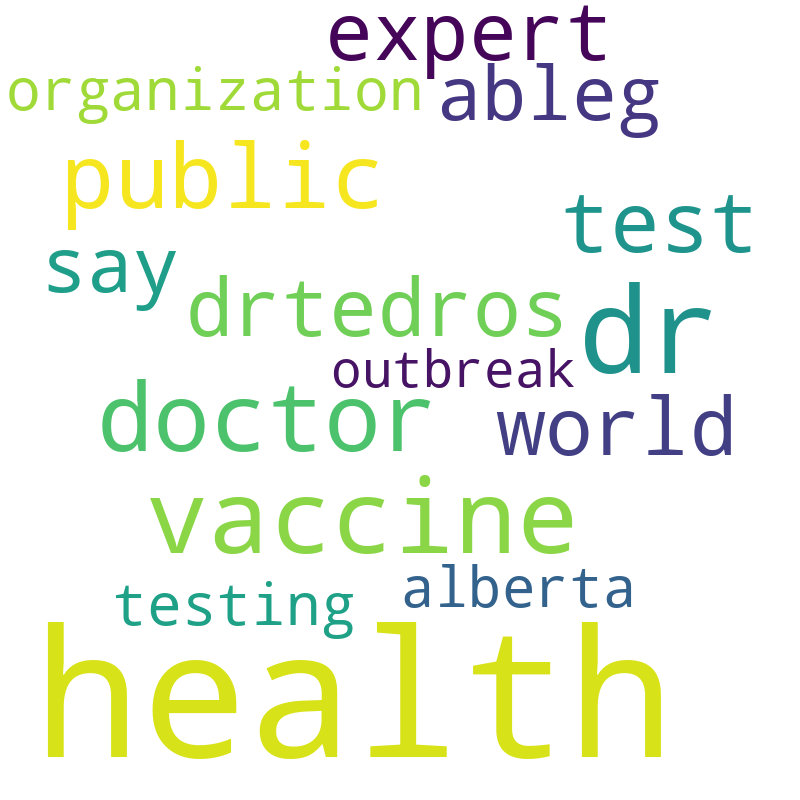 expert
organization
ableg
public
test
say
drtedros
dr
outbreak
doctor
world
vaccine
alberta
testing
health